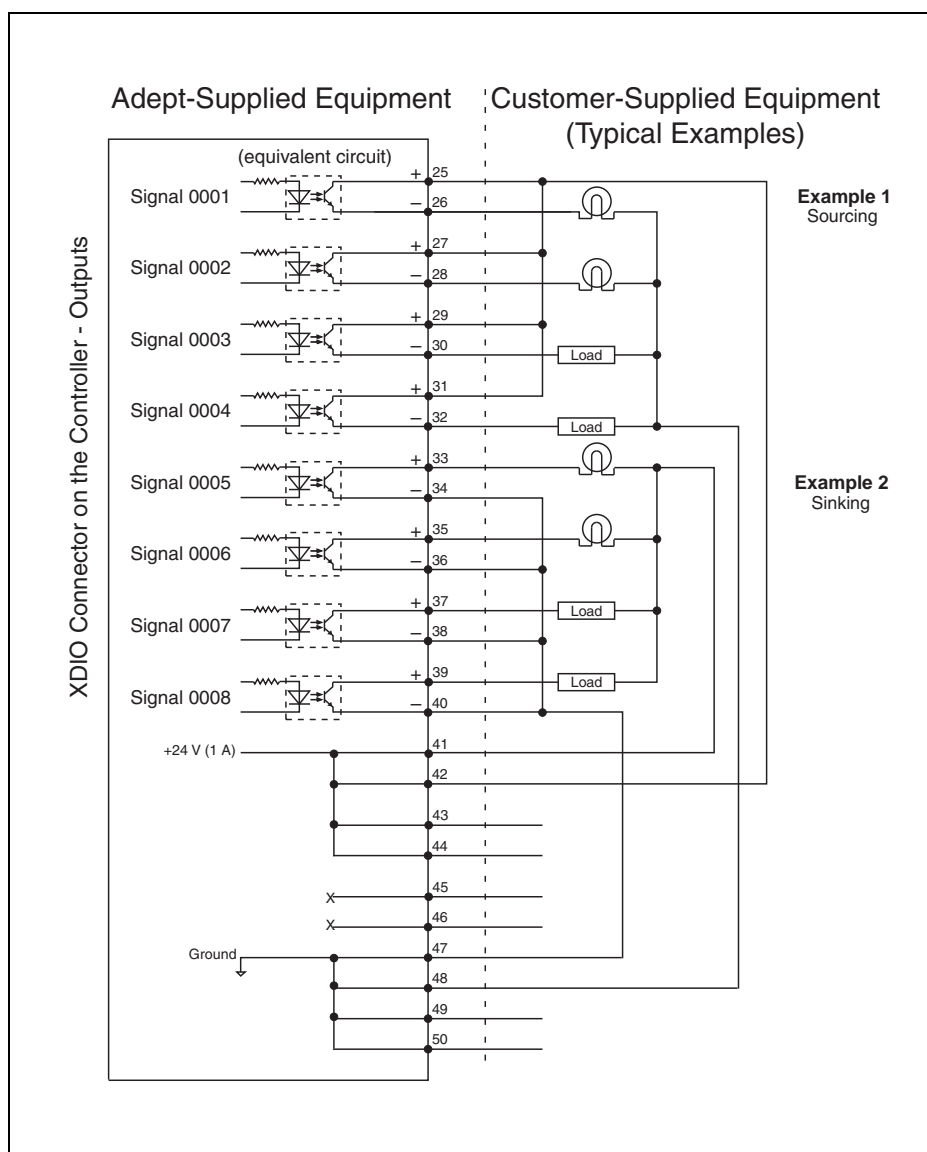 Adept-Supplied Equipment
Customer-Supplied Equipment
(Typical Examples)
XDIO Connector on the Controller - Outputs
(equivalent circuit)
Signal 0001
+ 25
− 26
Example 1
Sourcing
Signal 0002
+ 27
− 28
Signal 0003
+ 29
− 30
Load
Signal 0004
+ 31
− 32
Load
Signal 0005
+ 33
− 34
Example 2
Sinking
Signal 0006
+ 35
− 36
Signal 0007
+ 37
Load
− 38
Signal 0008
+ 39
Load
− 40
+24 V (1 A)
41
42
43
44
X 45
X 46
Ground
47
48
49
50